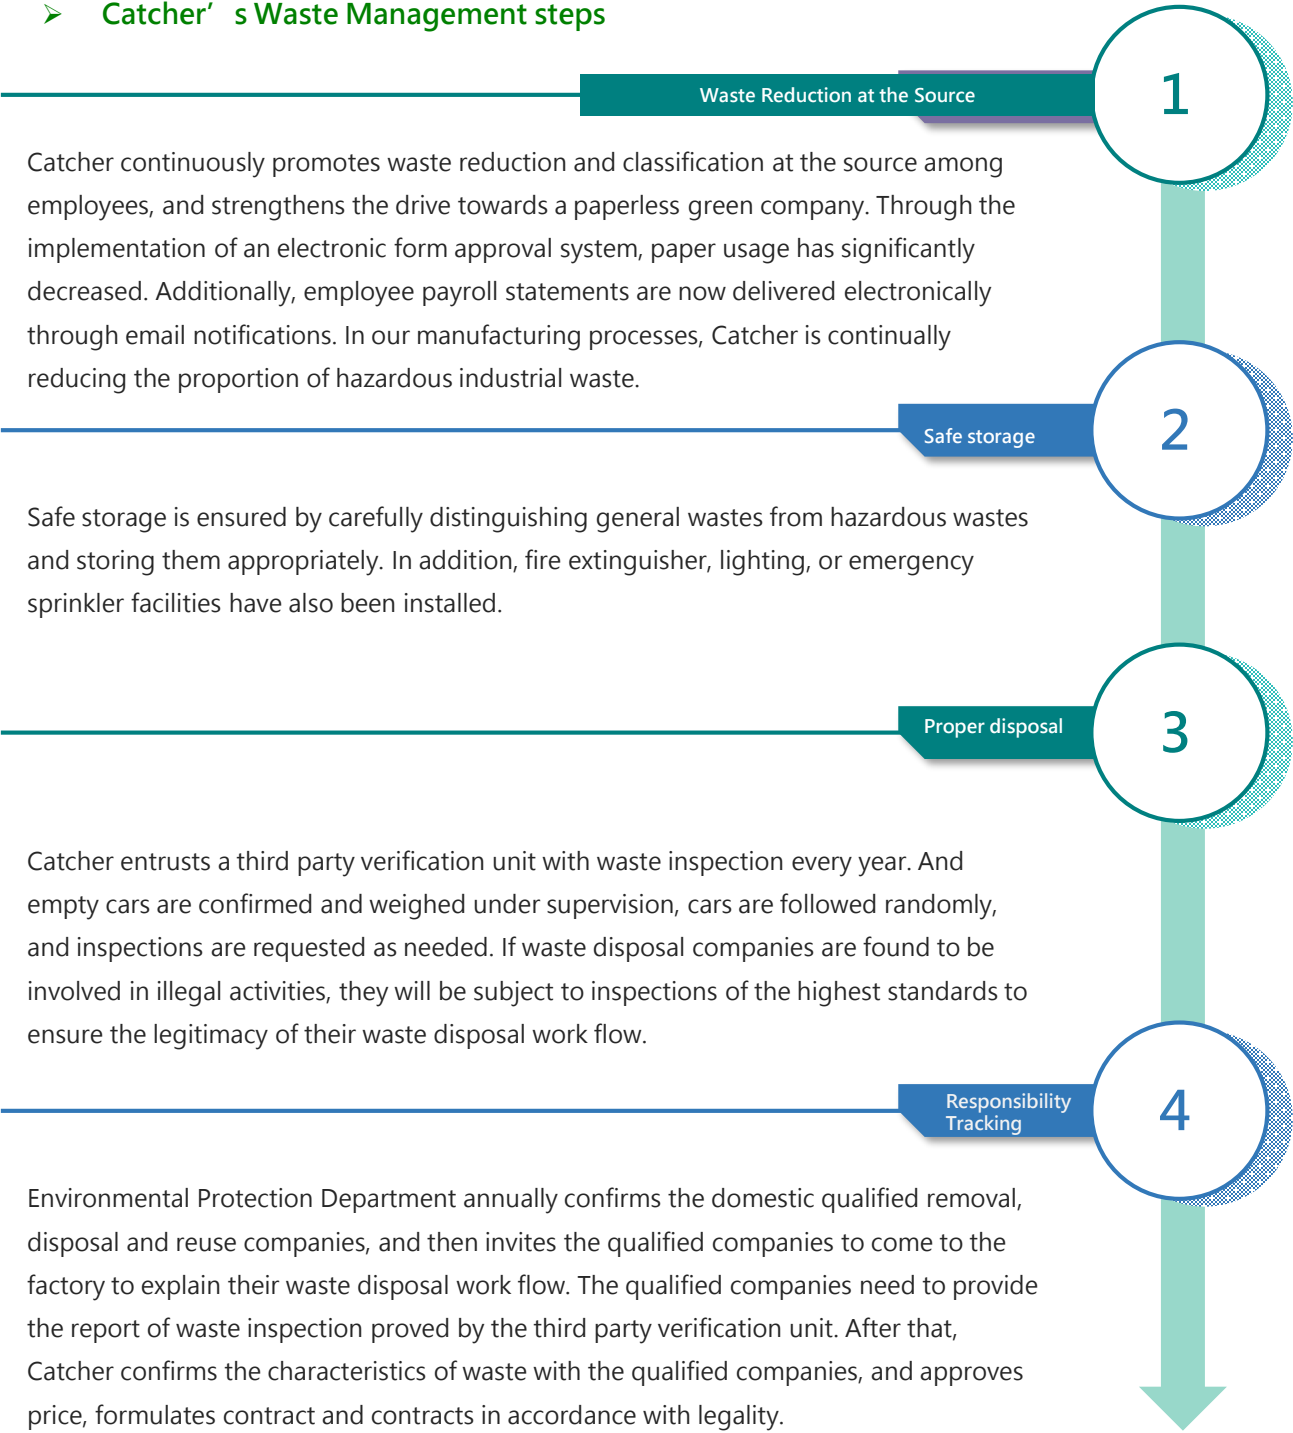 ➢ Catcher’s Waste Management steps
Waste Reduction at the Source
1
Catcher continuously promotes waste reduction and classification at the source among
employees, and strengthens the drive towards a paperless green company. Through the
implementation of an electronic form approval system, paper usage has significantly
decreased. Additionally, employee payroll statements are now delivered electronically
through email notifications. In our manufacturing processes, Catcher is continually
reducing the proportion of hazardous industrial waste.
Safe storage
2
Safe storage is ensured by carefully distinguishing general wastes from hazardous wastes
and storing them appropriately. In addition, fire extinguisher, lighting, or emergency
sprinkler facilities have also been installed.
Proper disposal
3
Catcher entrusts a third party verification unit with waste inspection every year. And
empty cars are confirmed and weighed under supervision, cars are followed randomly,
and inspections are requested as needed. If waste disposal companies are found to be
involved in illegal activities, they will be subject to inspections of the highest standards to
ensure the legitimacy of their waste disposal work flow.
Responsibility
Tracking
4
Environmental Protection Department annually confirms the domestic qualified removal,
disposal and reuse companies, and then invites the qualified companies to come to the
factory to explain their waste disposal work flow. The qualified companies need to provide
the report of waste inspection proved by the third party verification unit. After that,
Catcher confirms the characteristics of waste with the qualified companies, and approves
price, formulates contract and contracts in accordance with legality.